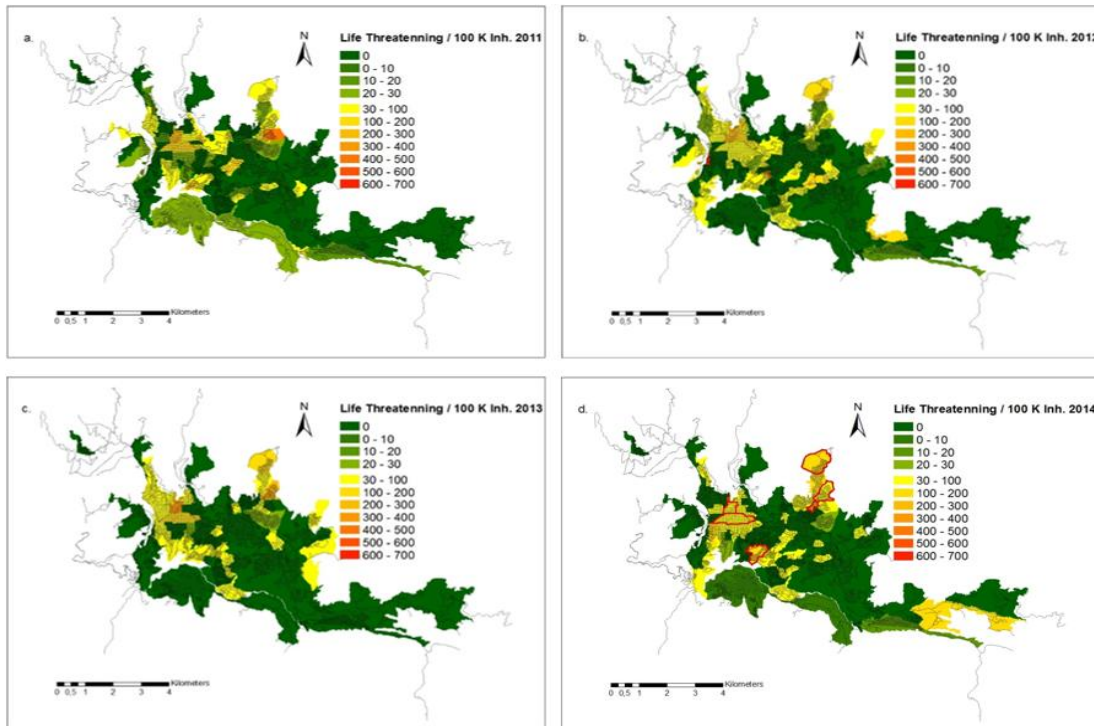 a.
N
Life Threatenning / 100 K Inh. 2011
0
0 - 10
10 - 20
20 - 30
30 - 100
100 - 200
200 - 300
300 - 400
400 - 500
500 - 600
600 - 700
Kilometers
0 0,5 1 2 3 4
b.
N
Life Threatenning / 100 K Inh. 2012
0
0 - 10
10 - 20
20 - 30
30 - 100
100 - 200
200 - 300
300 - 400
400 - 500
500 - 600
600 - 700
Kilometers
0 0,5 1 2 3 4
c.
N
Life Threatenning / 100 K Inh. 2013
0
0 - 10
10 - 20
20 - 30
30 - 100
100 - 200
200 - 300
300 - 400
400 - 500
500 - 600
600 - 700
Kilometers
0 0,5 1 2 3 4
d.
N
Life Threatenning / 100 K Inh. 2014
0
0 - 10
10 - 20
20 - 30
30 - 100
100 - 200
200 - 300
300 - 400
400 - 500
500 - 600
600 - 700
Kilometers
0 0,5 1 2 3 4